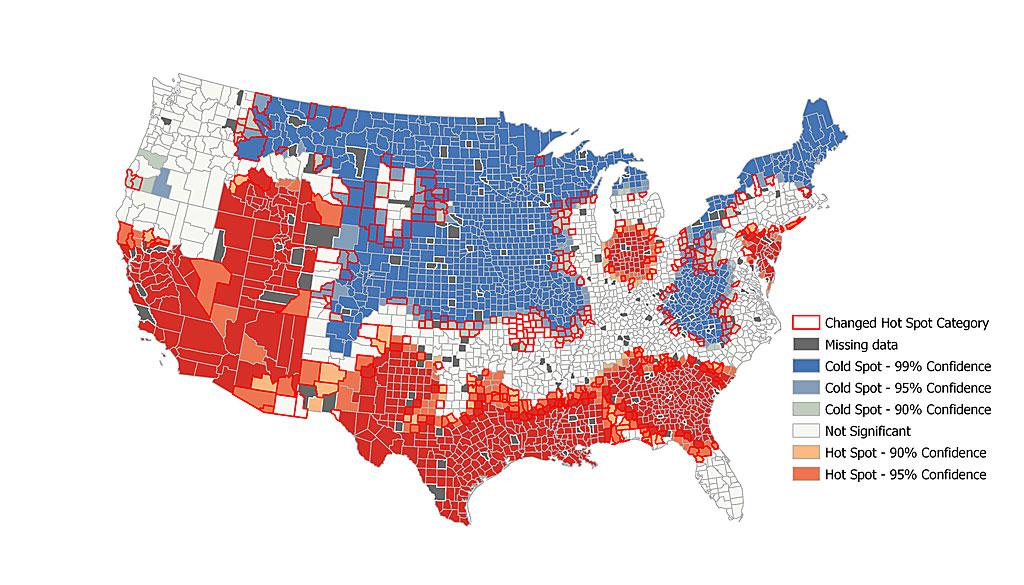 Changed Hot Spot Category
Missing data
Cold Spot - 99% Confidence
Cold Spot - 95% Confidence
Cold Spot - 90% Confidence
Not Significant
Hot Spot - 90% Confidence
Hot Spot - 95% Confidence